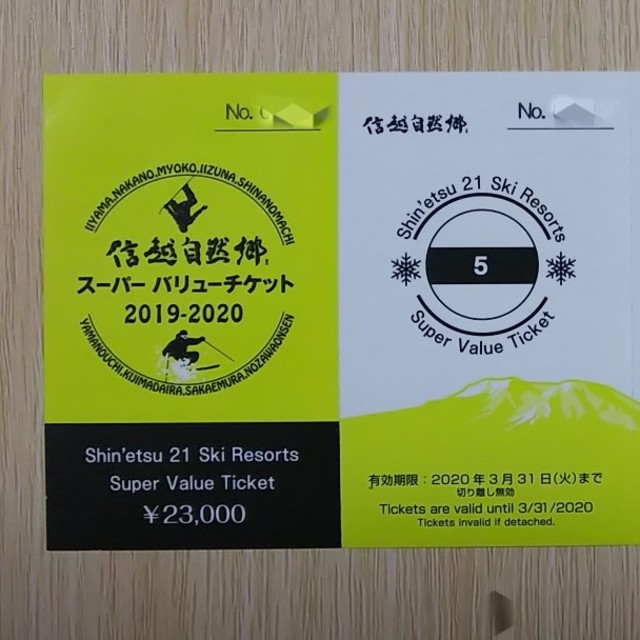 No.
IIYAMA.NAKANO.MYOKO.IIZUNA.SHINANOMACHI
信越自然郷
スーパー バリューチケット
2019-2020
YAMANOUCHI.KIJIMADAIRA.SAKAEMURA.NOZAWAONSEN
Shin'etsu 21 Ski Resorts
Super Value Ticket
¥23,000
信越自然郷
No.
Shin'etsu 21 Ski Resorts
5
Super Value Ticket
有効期限：2020年3月31日(火)まで
切り離し無効
Tickets are valid until 3/31/2020
Tickets invalid if detached.